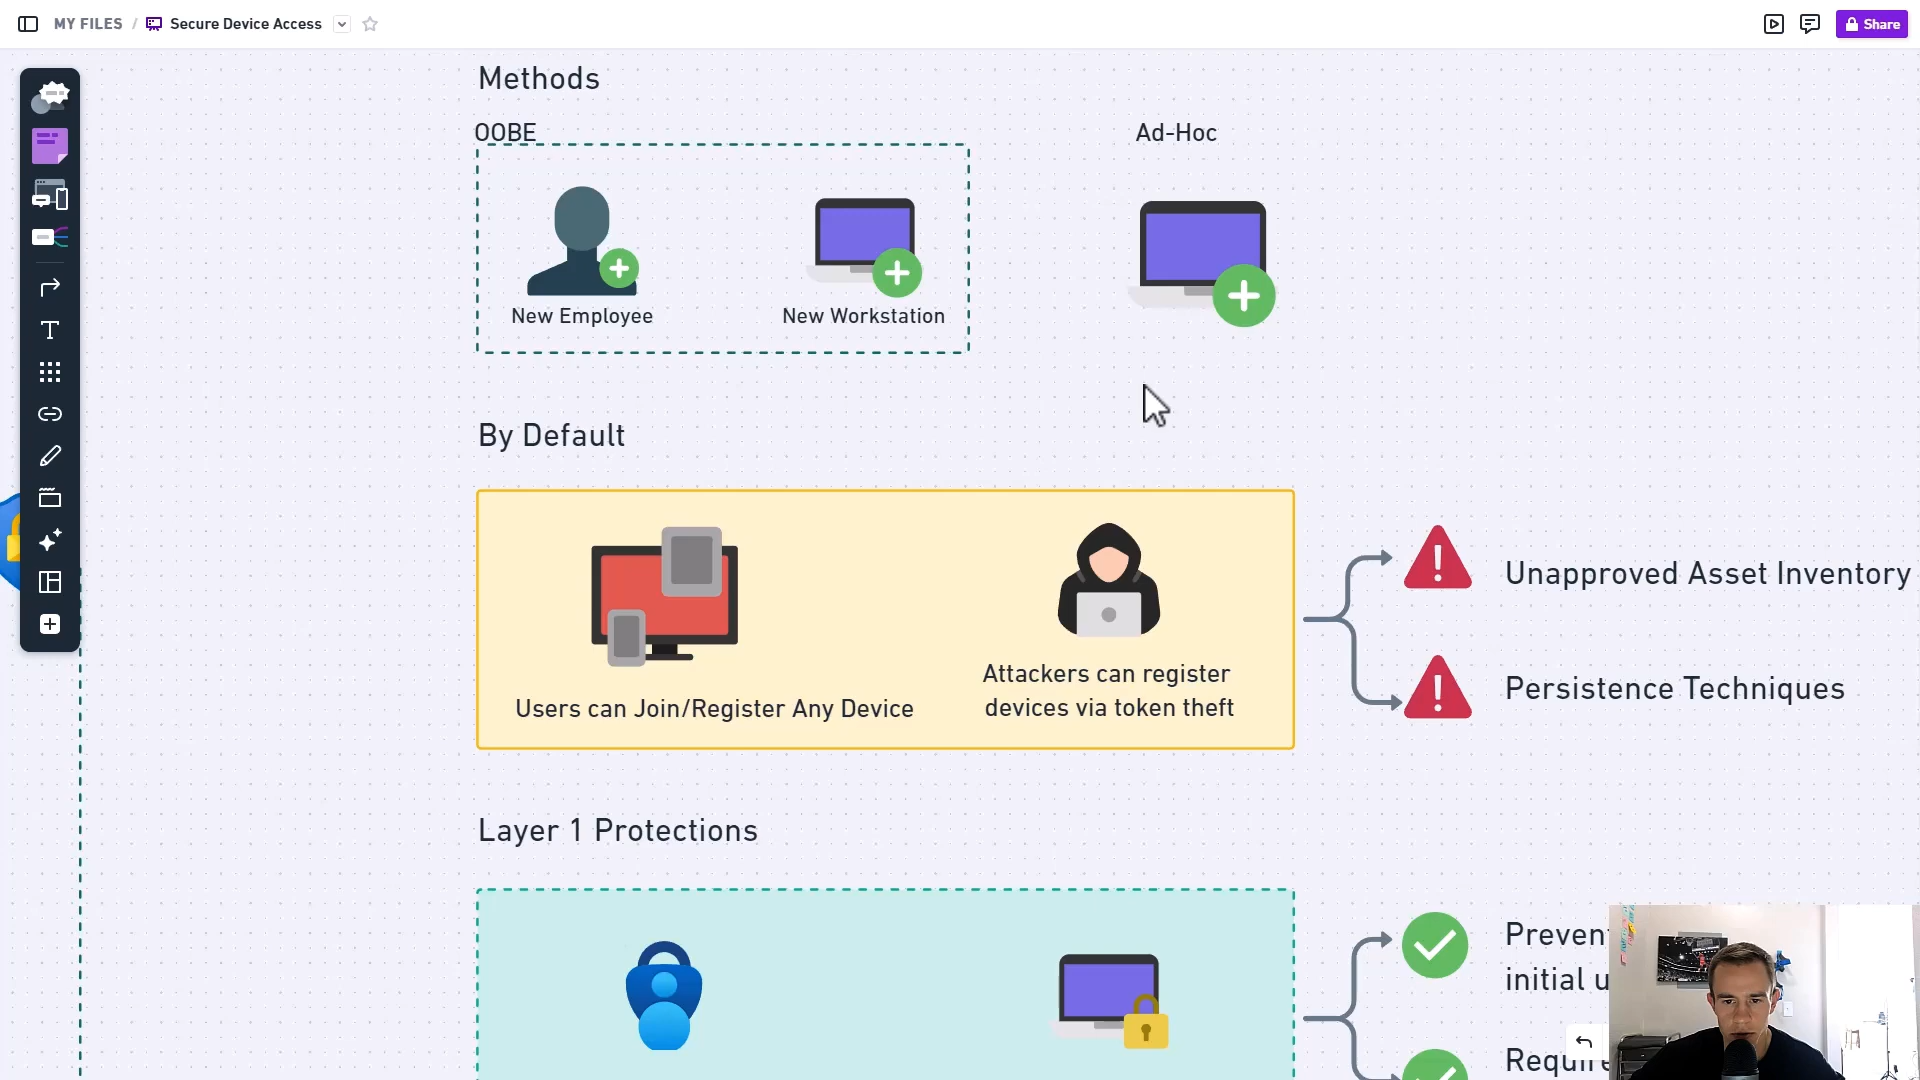 MY FILES / Secure Device Access
Share
Methods
OOBE
Ad-Hoc
New Employee
New Workstation
By Default
Users can Join/Register Any Device
Attackers can register
devices via token theft
Unapproved Asset Inventory
Persistence Techniques
Layer 1 Protections
initial